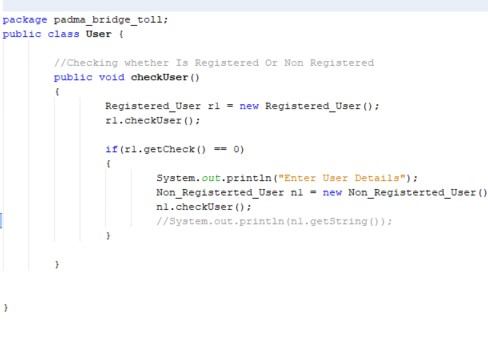 package padma_bridge_toll;
public class User {
//Checking whether Is Registered Or Non Registered
public void checkUser()
{
Registered_User r1 = new Registered_User();
r1.checkUser();
if(r1.getCheck() == 0)
{
System.out.println("Enter User Details");
Non_Registerted_User n1 = new Non_Registerted_User()
n1.checkUser();
//System.out.println(n1.getString());
}
}
}